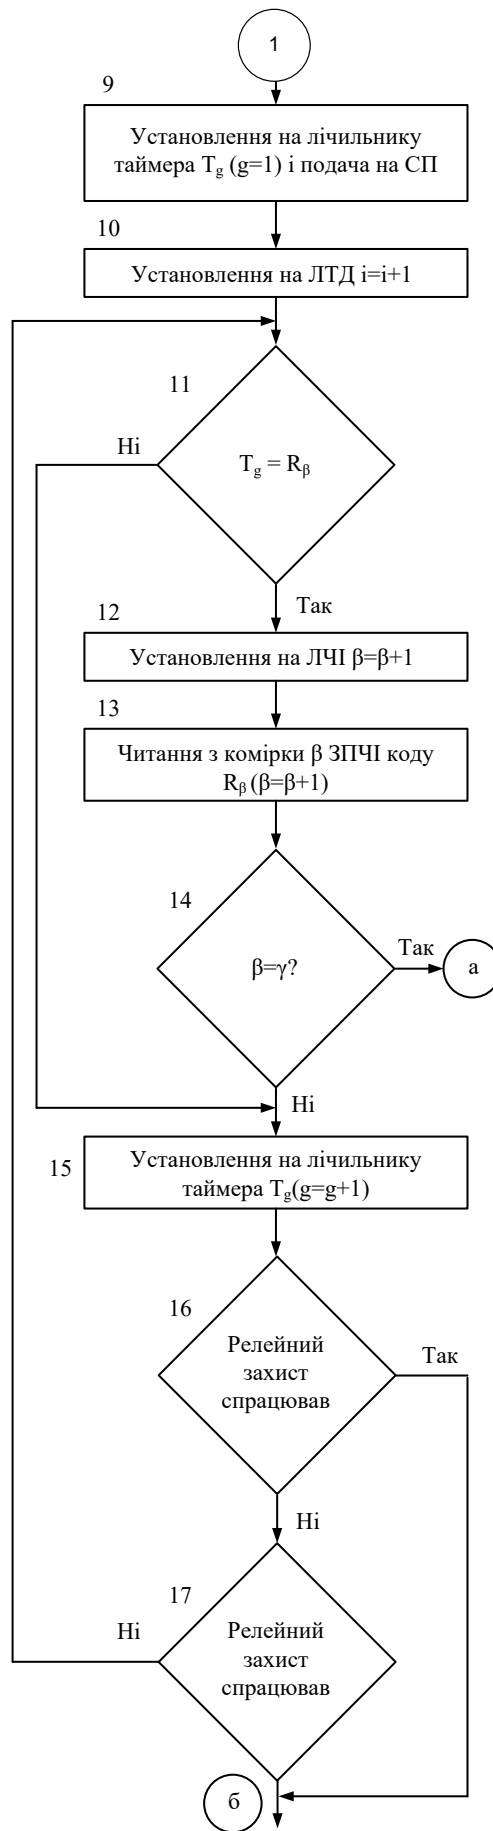 1
9
Установлення на лічильнику
таймера Tg (g=1) і подача на СП
10
Установлення на ЛТД i=i+1
11
Ні
Tg = Rβ
Так
12
Установлення на ЛЧІ β=β+1
13
Читання з комірки β ЗПЧІ коду
Rβ (β=β+1)
14
Так
β=γ?
а
Ні
15
Установлення на лічильнику
таймера Tg(g=g+1)
16
Релейний
захист
спрацював
Так
Ні
17
Ні
Релейний
захист
спрацював
б